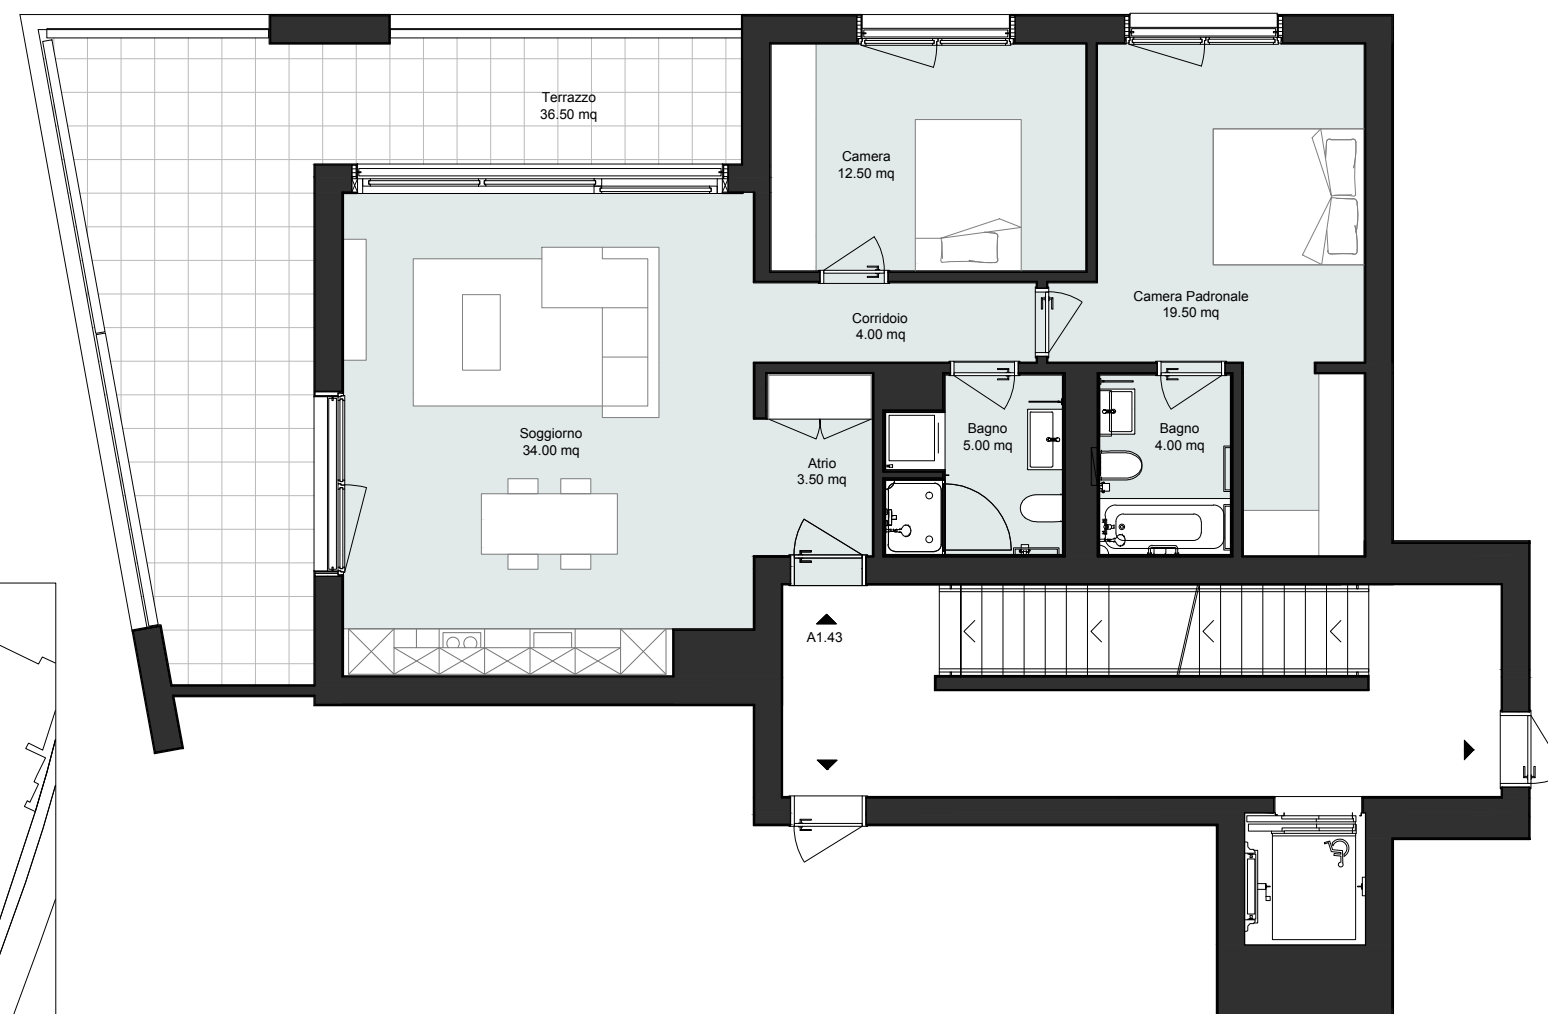 Terrazzo
36.50 mq
Camera
12.50 mq
Camera Padronale
19.50 mq
Corridoio
4.00 mq
Soggiorno
34.00 mq
Atrio
3.50 mq
Bagno
5.00 mq
Bagno
4.00 mq
A1.43